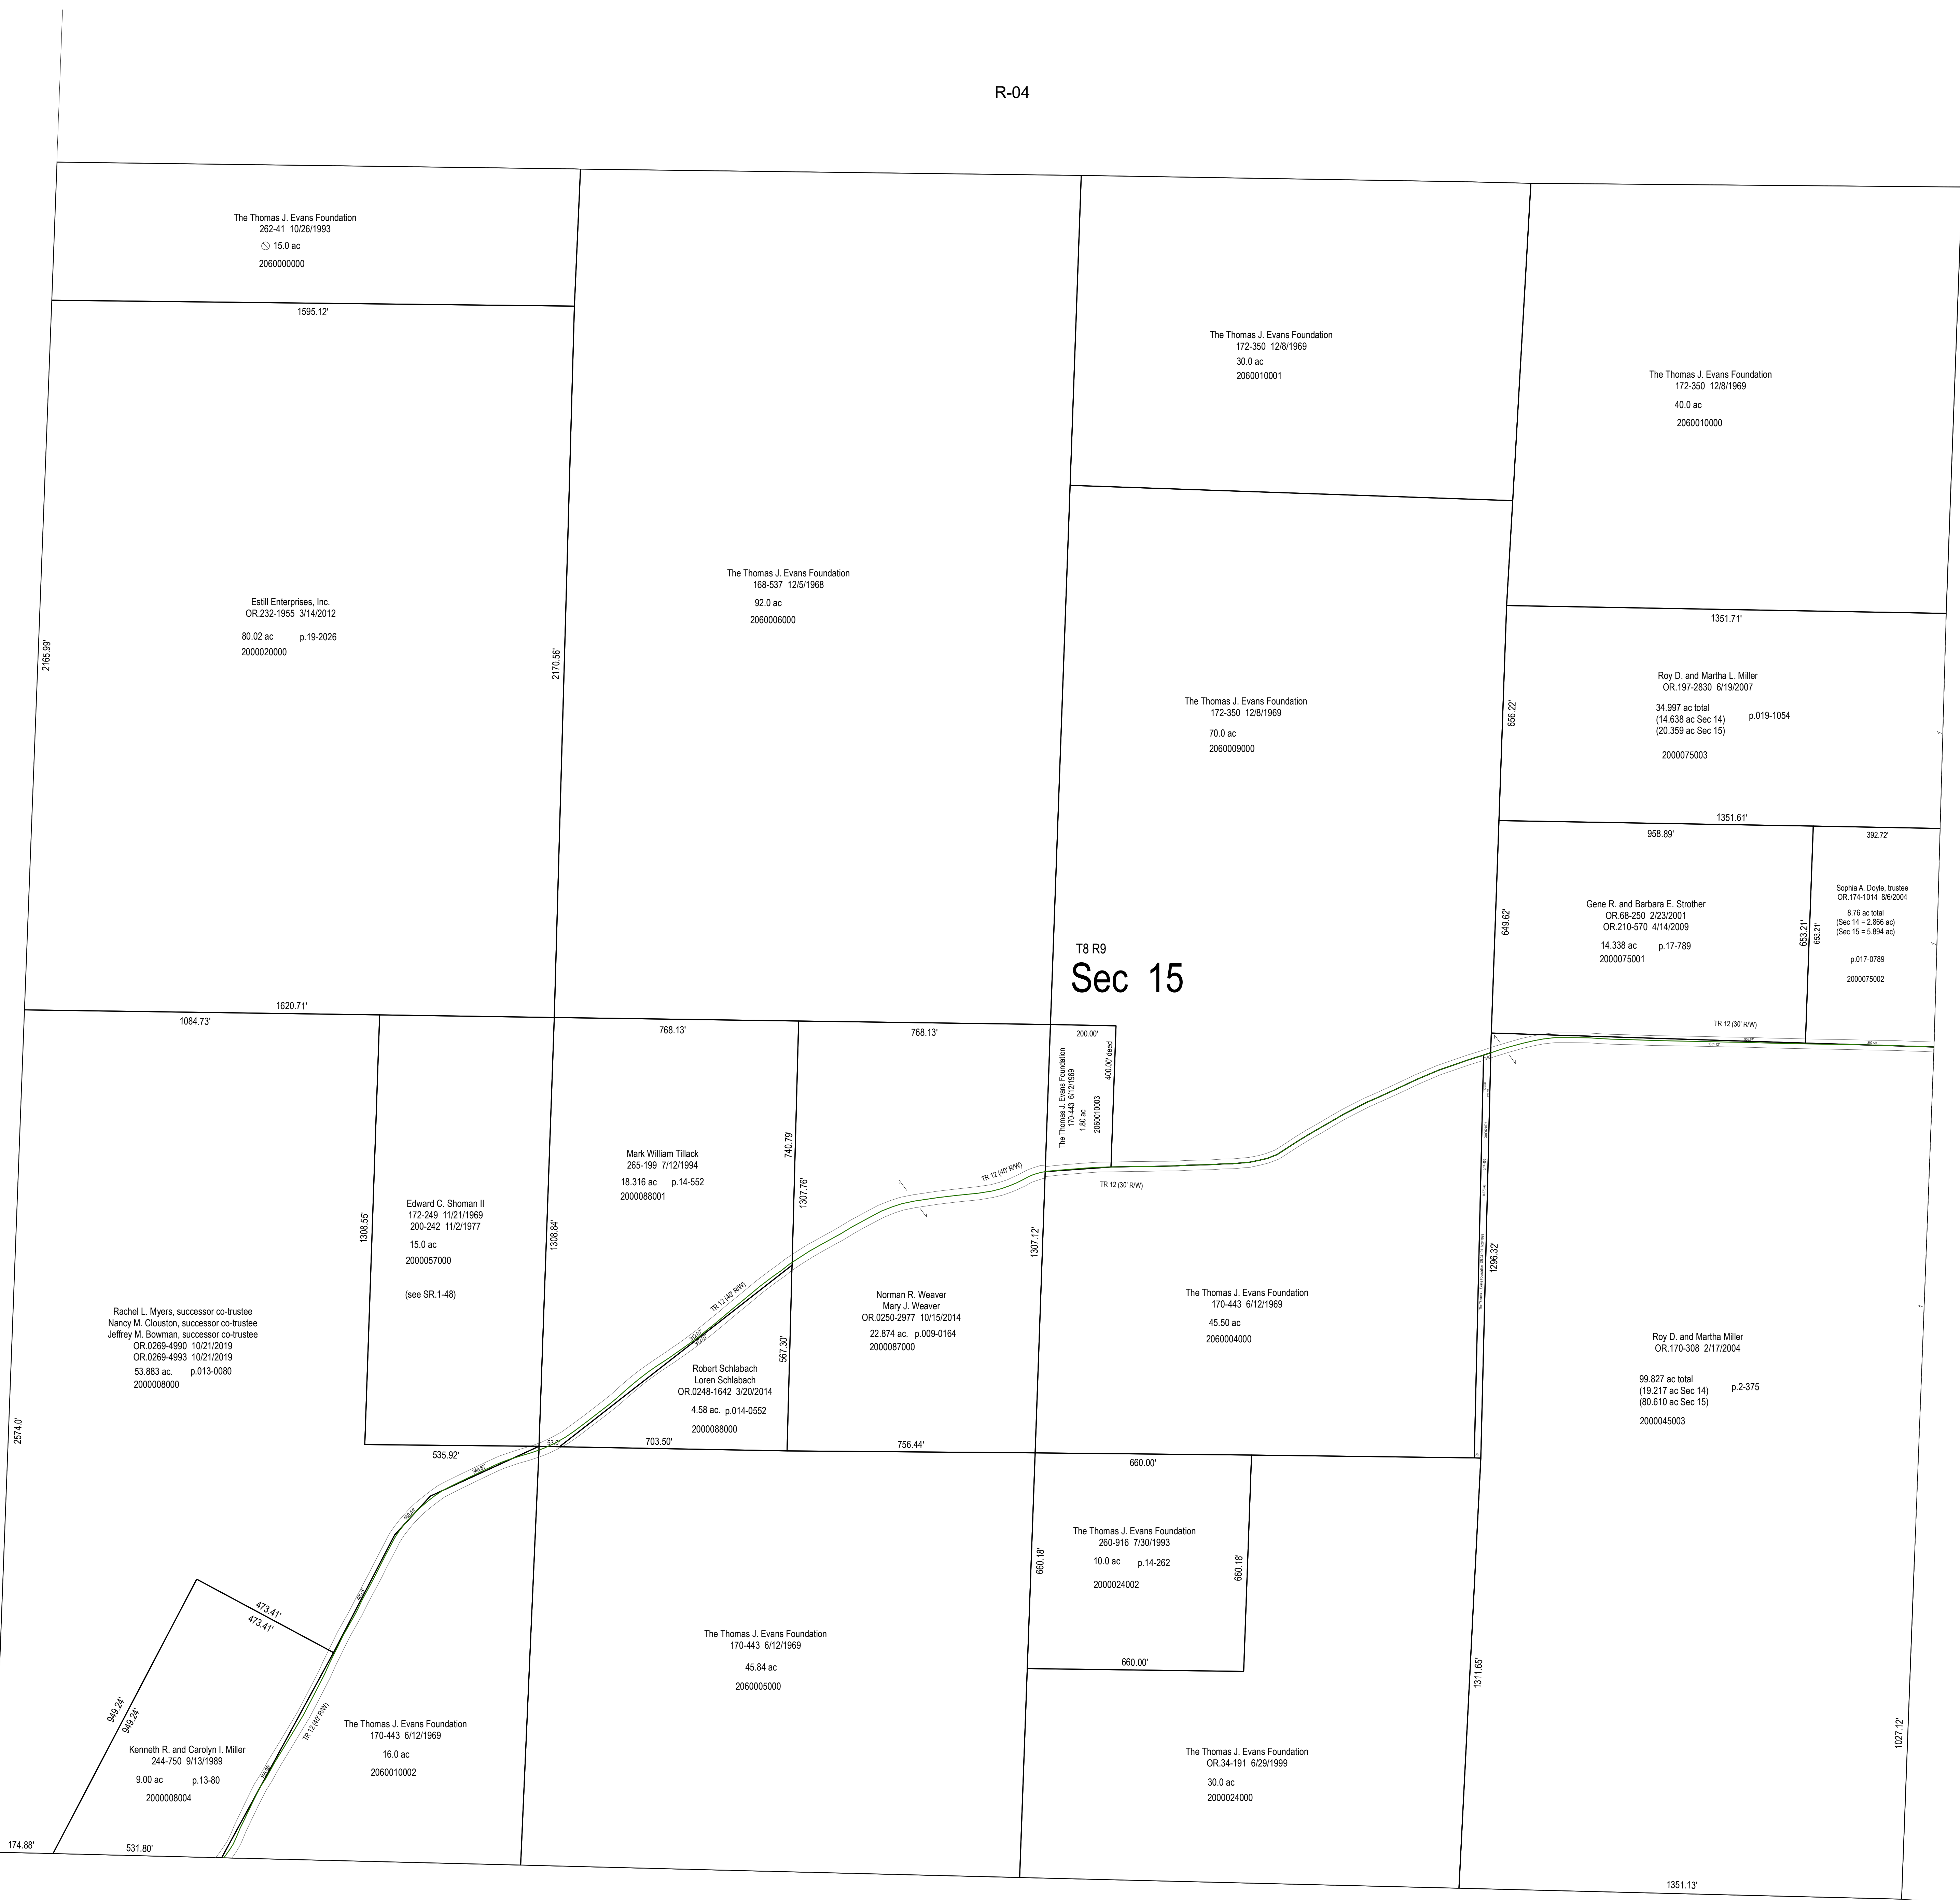 R-04
The Thomas J. Evans Foundation
262-41 10/26/1993
15.0 ac
2060000000
1595.12'
The Thomas J. Evans Foundation
172-350 12/8/1969
30.0 ac
2060010001
The Thomas J. Evans Foundation
172-350 12/8/1969
40.0 ac
2060010000
Estill Enterprises, Inc.
OR.232-1955 3/14/2012
80.02 ac p.19-2026
2000020000
2165.99'
2170.56'
The Thomas J. Evans Foundation
168-537 12/5/1968
92.0 ac
2060006000
The Thomas J. Evans Foundation
172-350 12/8/1969
70.0 ac
2060009000
1351.71'
Roy D. and Martha L. Miller
OR.197-2830 6/19/2007
34.997 ac total
(14.638 ac Sec 14) p.019-1054
(20.359 ac Sec 15)
2000075003
656.22'
1351.61'
958.89'
392.72'
Gene R. and Barbara E. Strother
OR.68-250 2/23/2001
OR.210-570 4/14/2009
14.338 ac p.17-789
2000075001
649.62'
653.21'
653.21'
Sophia A. Doyle, trustee
OR.174-1014 8/6/2004
8.76 ac total
(Sec 14 = 2.866 ac)
(Sec 15 = 5.894 ac)
p.017-0789
2000075002
T8 R9
Sec 15
TR 12 (30' R/W)
1620.71'
1084.73'
768.13'
768.13'
200.00'
The Thomas J. Evans Foundation
170-443 6/12/1969
1.80 ac
2060010003
400.00' deed
Mark William Tillack
265-199 7/12/1994
18.316 ac p.14-552
2000088001
740.79'
1307.76'
TR 12 (40' R/W)
TR 12 (30' R/W)
Edward C. Shoman II
172-249 11/21/1969
200-242 11/2/1977
15.0 ac
2000057000
(see SR.1-48)
1308.55'
1308.84'
1307.12'
1296.32'
Rachel L. Myers, successor co-trustee
Nancy M. Clouston, successor co-trustee
Jeffrey M. Bowman, successor co-trustee
OR.0269-4990 10/21/2019
OR.0269-4993 10/21/2019
53.883 ac. p.013-0080
2000008000
2574.0'
TR 12 (40' R/W)
Norman R. Weaver
Mary J. Weaver
OR.0250-2977 10/15/2014
22.874 ac. p.009-0164
2000087000
The Thomas J. Evans Foundation
170-443 6/12/1969
45.50 ac
2060004000
Roy D. and Martha Miller
OR.170-308 2/17/2004
99.827 ac total
(19.217 ac Sec 14) p.2-375
(80.610 ac Sec 15)
2000045003
567.30'
Robert Schlabach
Loren Schlabach
OR.0248-1642 3/20/2014
4.58 ac. p.014-0552
2000088000
535.92'
53.0'
703.50'
756.44'
660.00'
The Thomas J. Evans Foundation
260-916 7/30/1993
10.0 ac p.14-262
2000024002
660.18'
660.18'
660.00'
473.41'
473.41'
The Thomas J. Evans Foundation
170-443 6/12/1969
45.84 ac
2060005000
1311.65'
1027.12'
949.24'
949.24'
TR 12 (40' R/W)
Kenneth R. and Carolyn I. Miller
244-750 9/13/1989
9.00 ac p.13-80
2000008004
The Thomas J. Evans Foundation
170-443 6/12/1969
16.0 ac
2060010002
The Thomas J. Evans Foundation
OR.34-191 6/29/1999
30.0 ac
2000024000
174.88'
531.80'
1351.13'